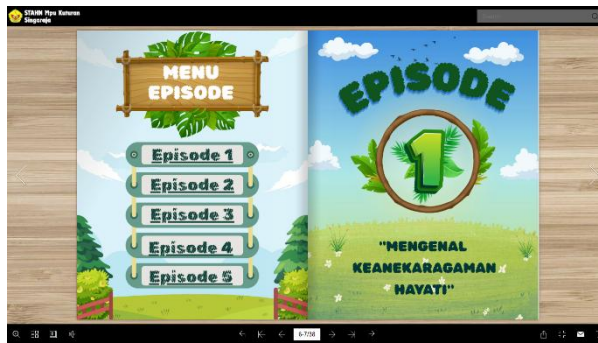 STAHN Mpu Kuturan
Singaraja
MENU
EPISODE
Episode 1
Episode 2
Episode 3
Episode 4
Episode 5
EPISODE
1
"MENGENAL
KEANEKARAGAMAN
HAYATI"
6-7/38